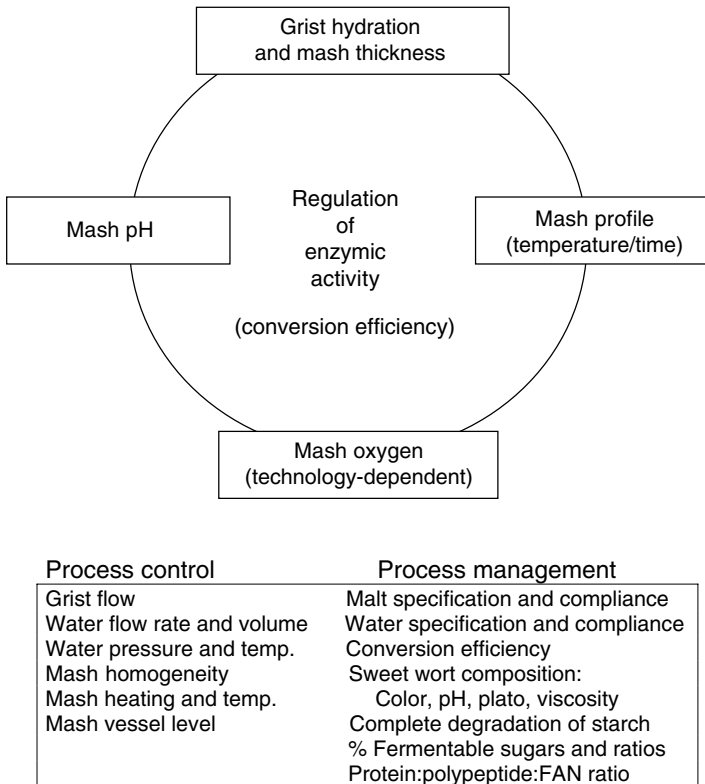 Grist hydration
and mash thickness
Mash pH
Regulation
of
enzymic
activity
(conversion efficiency)
Mash profile
(temperature/time)
Mash oxygen
(technology-dependent)
Process control
Process management
Grist flow
Malt specification and compliance
Water flow rate and volume
Water specification and compliance
Water pressure and temp.
Conversion efficiency
Mash homogeneity
Sweet wort composition:
Mash heating and temp.
Color, pH, plato, viscosity
Mash vessel level
Complete degradation of starch
% Fermentable sugars and ratios
Protein:polypeptide:FAN ratio